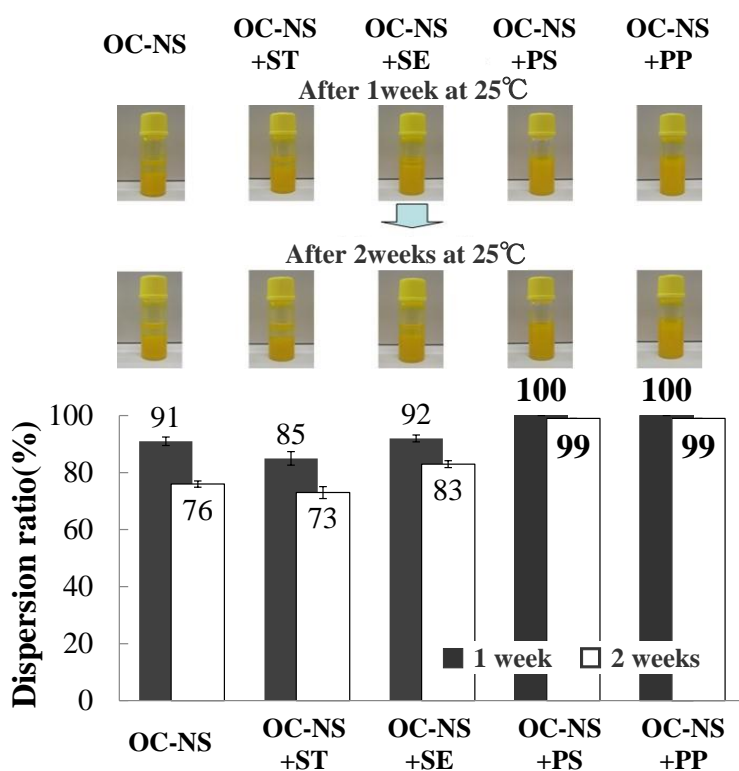 OC-NS
OC-NS
+ST
OC-NS
+SE
OC-NS
+PS
OC-NS
+PP
After 1week at 25℃
After 2weeks at 25℃
Dispersion ratio(%)
100
80
60
40
20
0
91
76
85
73
92
83
100
99
100
99
1 week
2 weeks
OC-NS
OC-NS
+ST
OC-NS
+SE
OC-NS
+PS
OC-NS
+PP